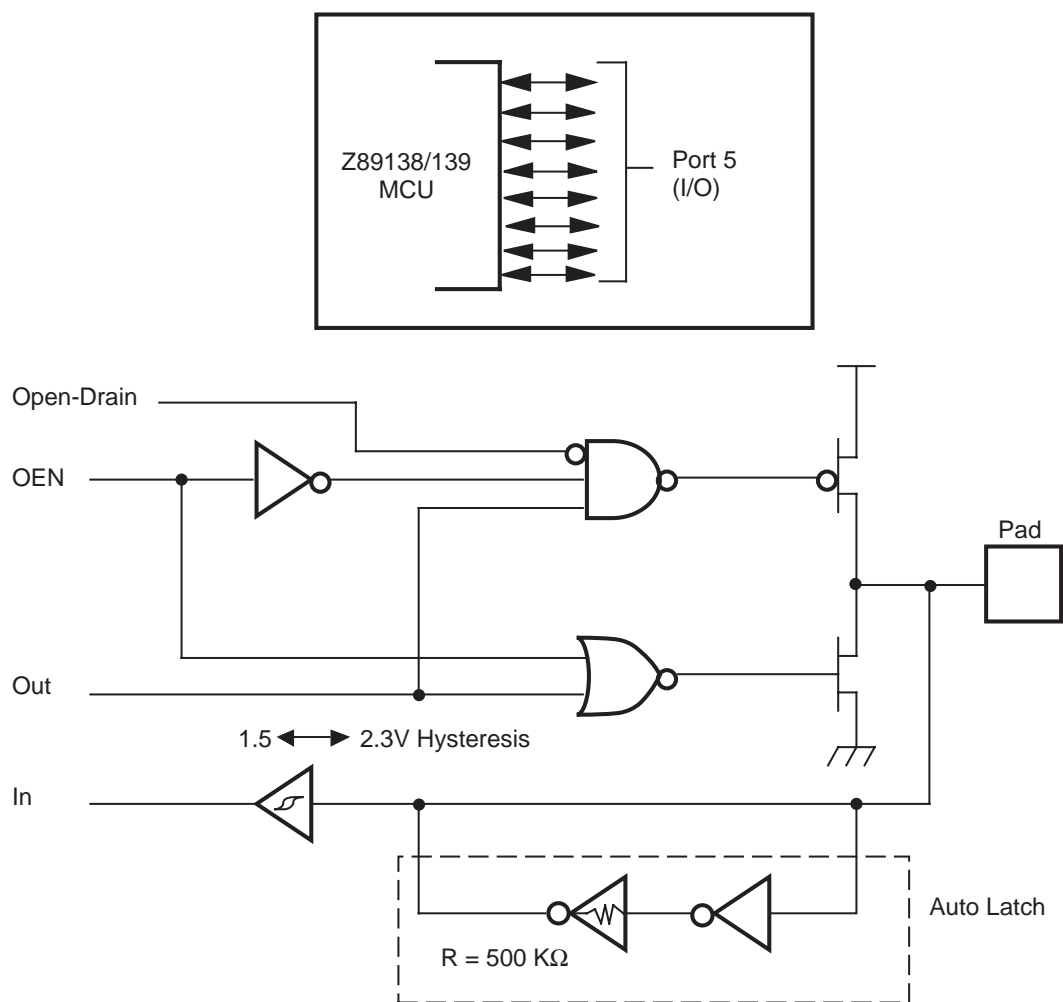 Z89138/139
MCU
Port 5
(I/O)
Open-Drain
OEN
Pad
Out
1.5 2.3V Hysteresis
In
Auto Latch
R = 500 KΩ